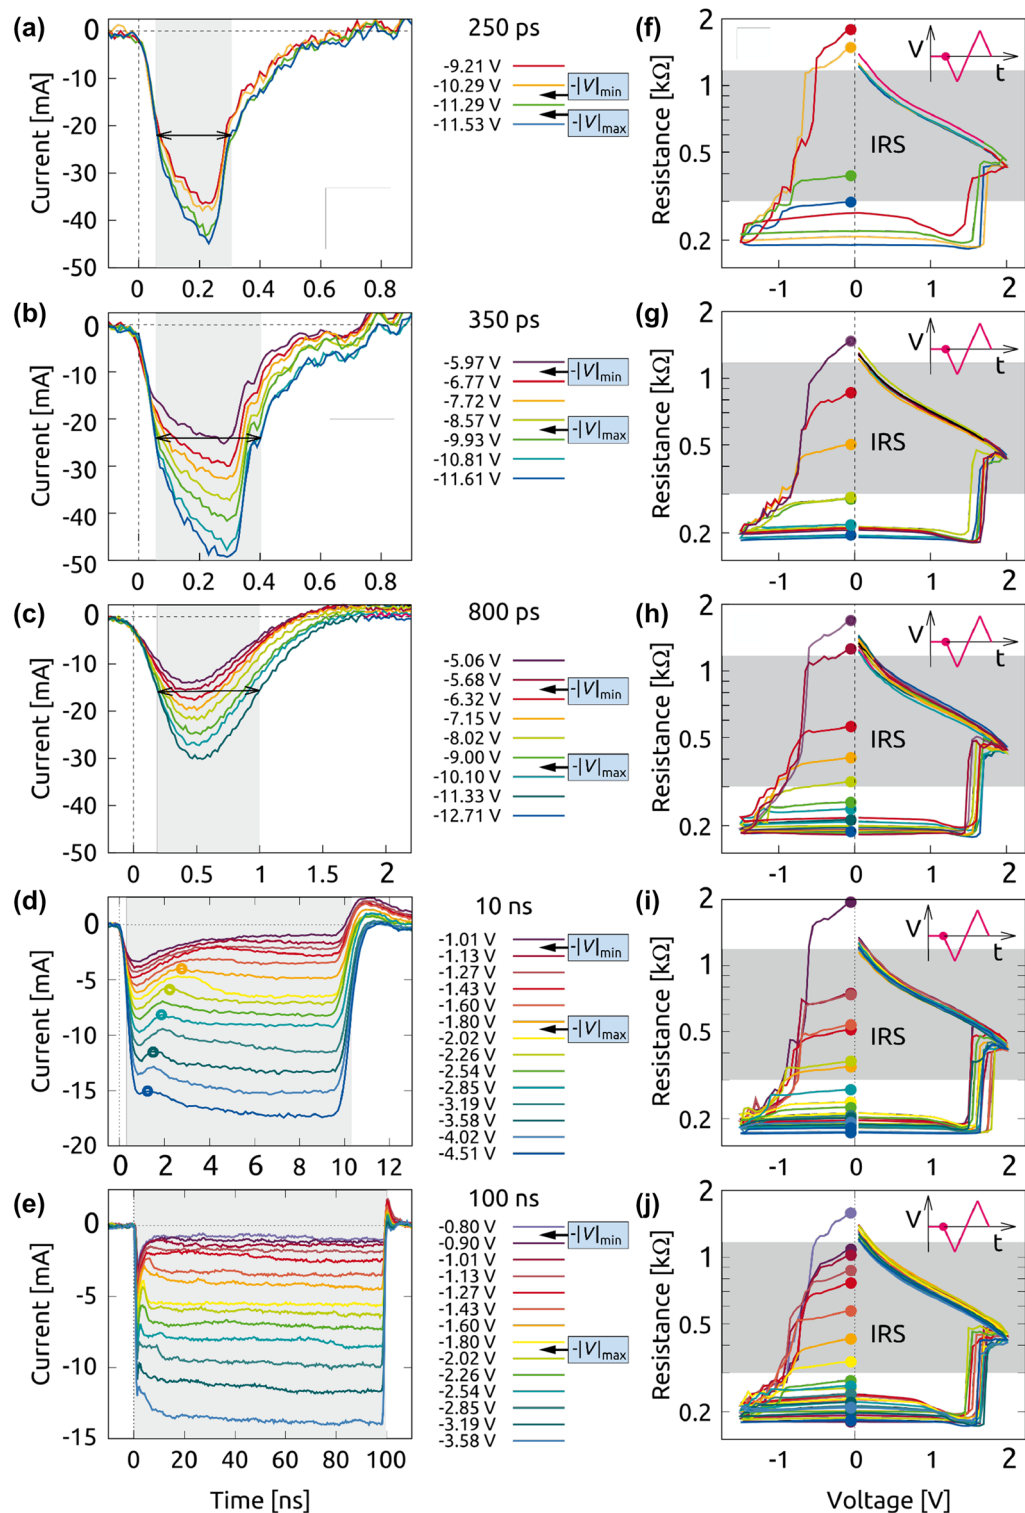 (a)
250 ps
Current [mA]
0
-10
-20
-30
-40
-50
0
0.2
0.4
0.6
0.8
-9.21 V
-10.29 V
-11.29 V
-11.53 V
-|V|min
-|V|max
(f)
Resistance [kΩ]
2
1
0.5
0.2
-1
0
1
2
IRS
V
t
(b)
350 ps
Current [mA]
0
-10
-20
-30
-40
-50
0
0.2
0.4
0.6
0.8
-5.97 V
-6.77 V
-7.72 V
-8.57 V
-9.93 V
-10.81 V
-11.61 V
-|V|min
-|V|max
(g)
Resistance [kΩ]
2
1
0.5
0.2
-1
0
1
2
IRS
V
t
(c)
800 ps
Current [mA]
0
-10
-20
-30
-40
-50
0
0.5
1
1.5
2
-5.06 V
-5.68 V
-6.32 V
-7.15 V
-8.02 V
-9.00 V
-10.10 V
-11.33 V
-12.71 V
-|V|min
-|V|max
(h)
Resistance [kΩ]
2
1
0.5
0.2
-1
0
1
2
IRS
V
t
(d)
10 ns
Current [mA]
0
-5
-10
-15
-20
0
2
4
6
8
10
12
-1.01 V
-1.13 V
-1.27 V
-1.43 V
-1.60 V
-1.80 V
-2.02 V
-2.26 V
-2.54 V
-2.85 V
-3.19 V
-3.58 V
-4.02 V
-4.51 V
-|V|min
-|V|max
(i)
Resistance [kΩ]
2
1
0.5
0.2
-1
0
1
2
IRS
V
t
(e)
100 ns
Current [mA]
0
-5
-10
-15
0
20
40
60
80
100
Time [ns]
-0.80 V
-0.90 V
-1.01 V
-1.13 V
-1.27 V
-1.43 V
-1.60 V
-1.80 V
-2.02 V
-2.26 V
-2.54 V
-2.85 V
-3.19 V
-3.58 V
-|V|min
-|V|max
(j)
Resistance [kΩ]
2
1
0.5
0.2
-1
0
1
2
IRS
V
t
Voltage [V]